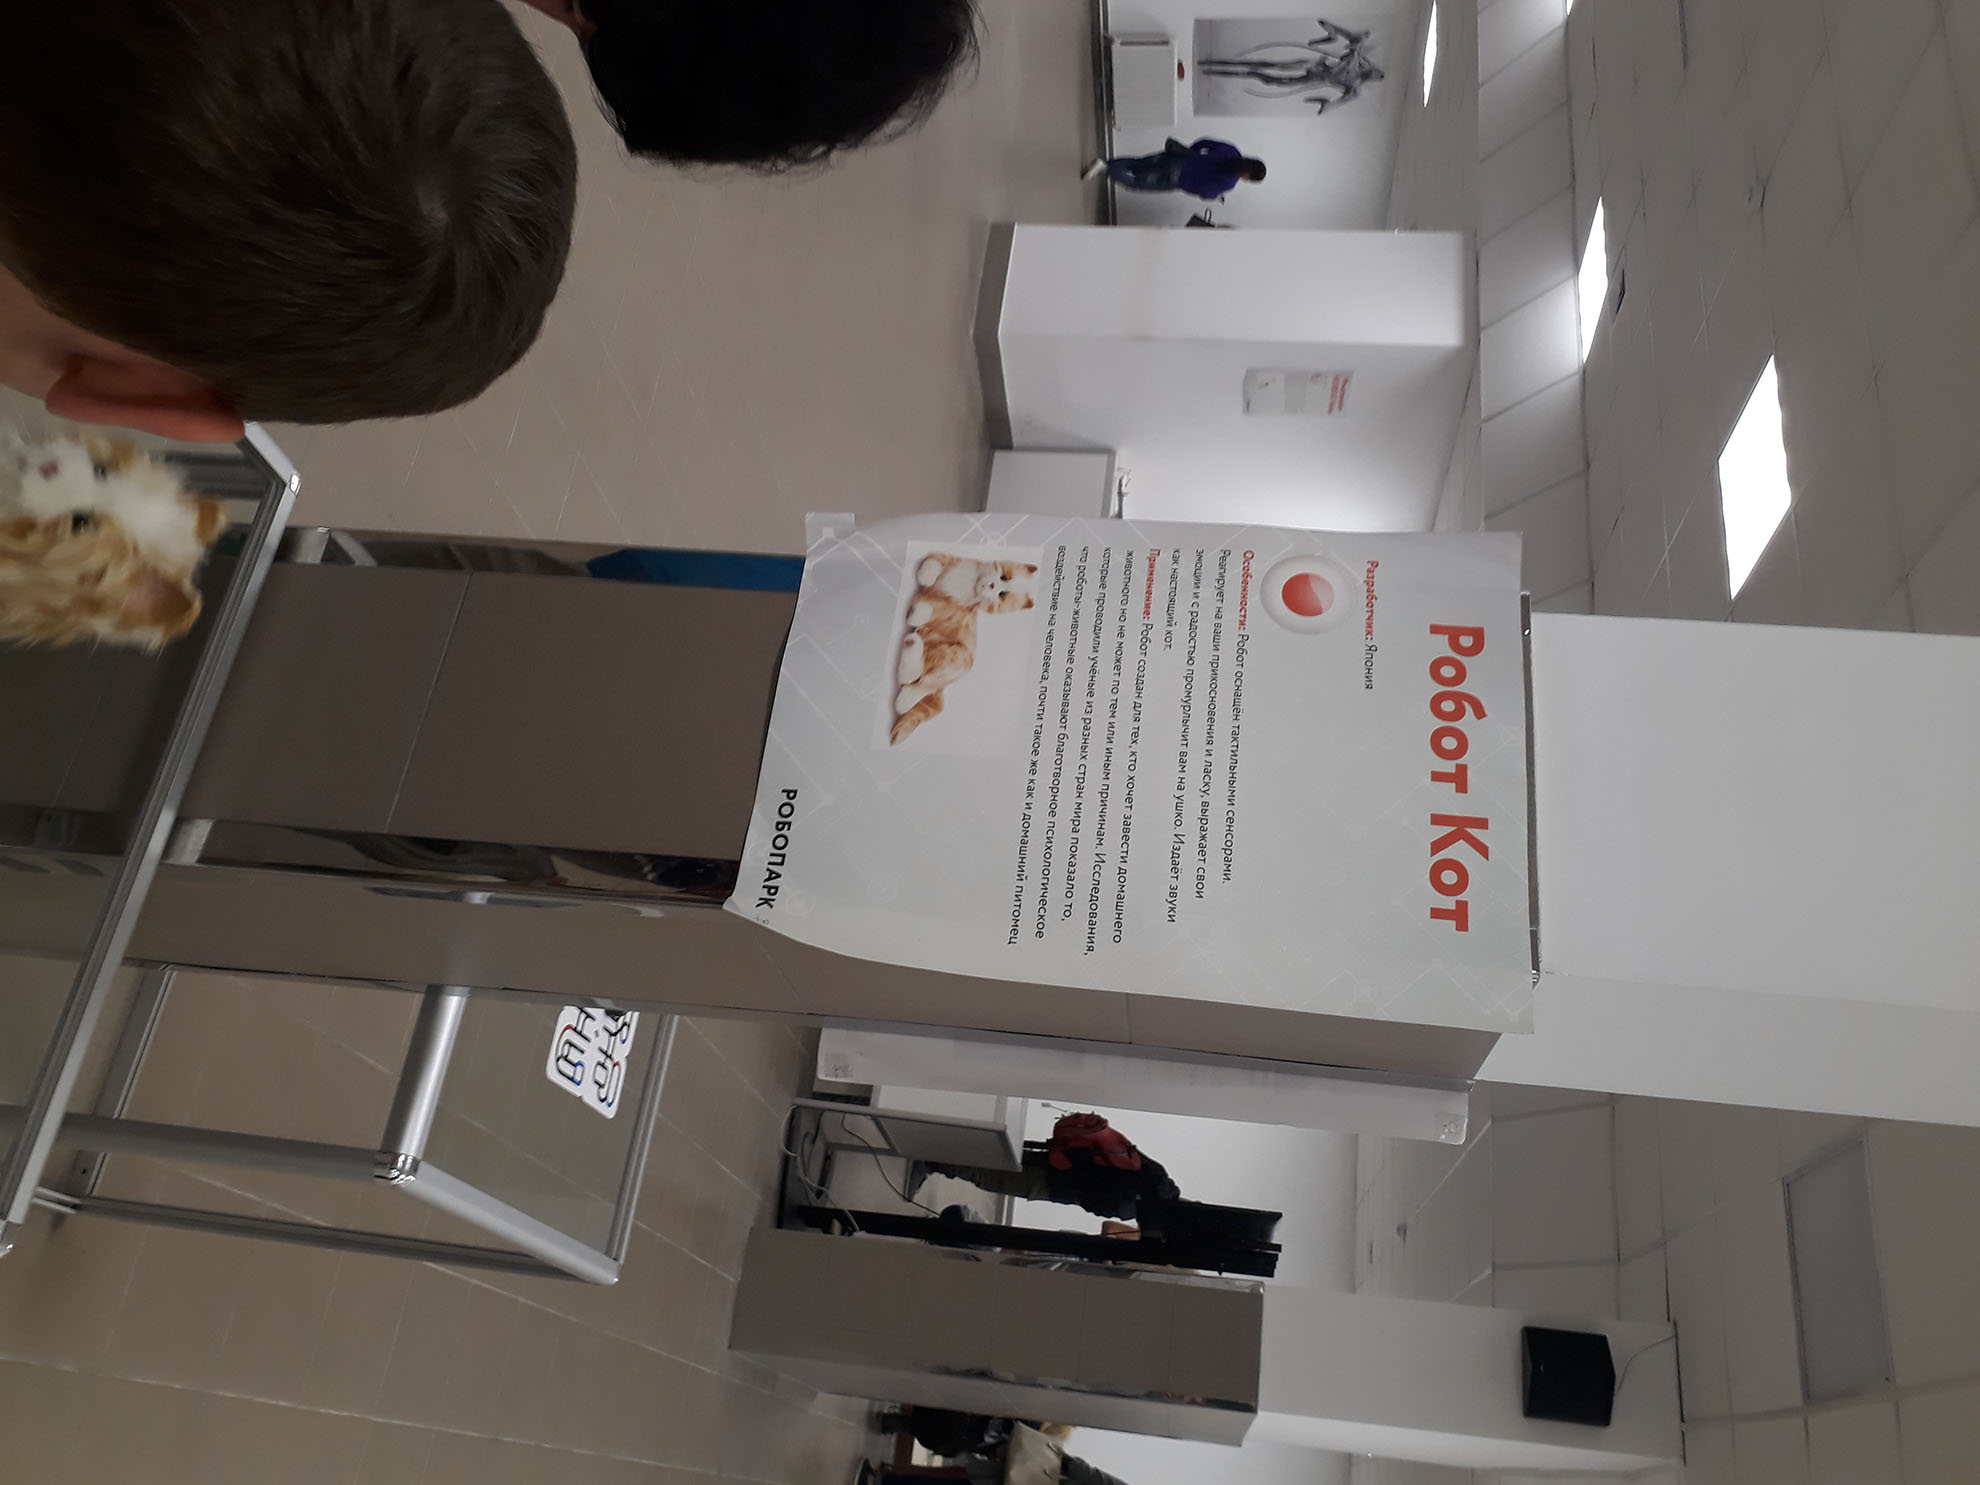 Робот Кот
Разработчик: Япония
Особенности: Робот оснащён тактильными сенсорами.
Реагирует на ваши прикосновения и ласку, выражает свои
эмоции и с радостью промурлычит вам на ушко. Издаёт звуки
как настоящий кот.
Применение: Робот создан для тех, кто хочет завести домашнего
животного но не может по тем или иным причинам. Исследования,
которые проводили учёные из разных стран мира показало то,
что роботы-животные оказывают благотворное психологическое
воздействие на человека, почти такое же как и домашний питомец
РОБОПАРК